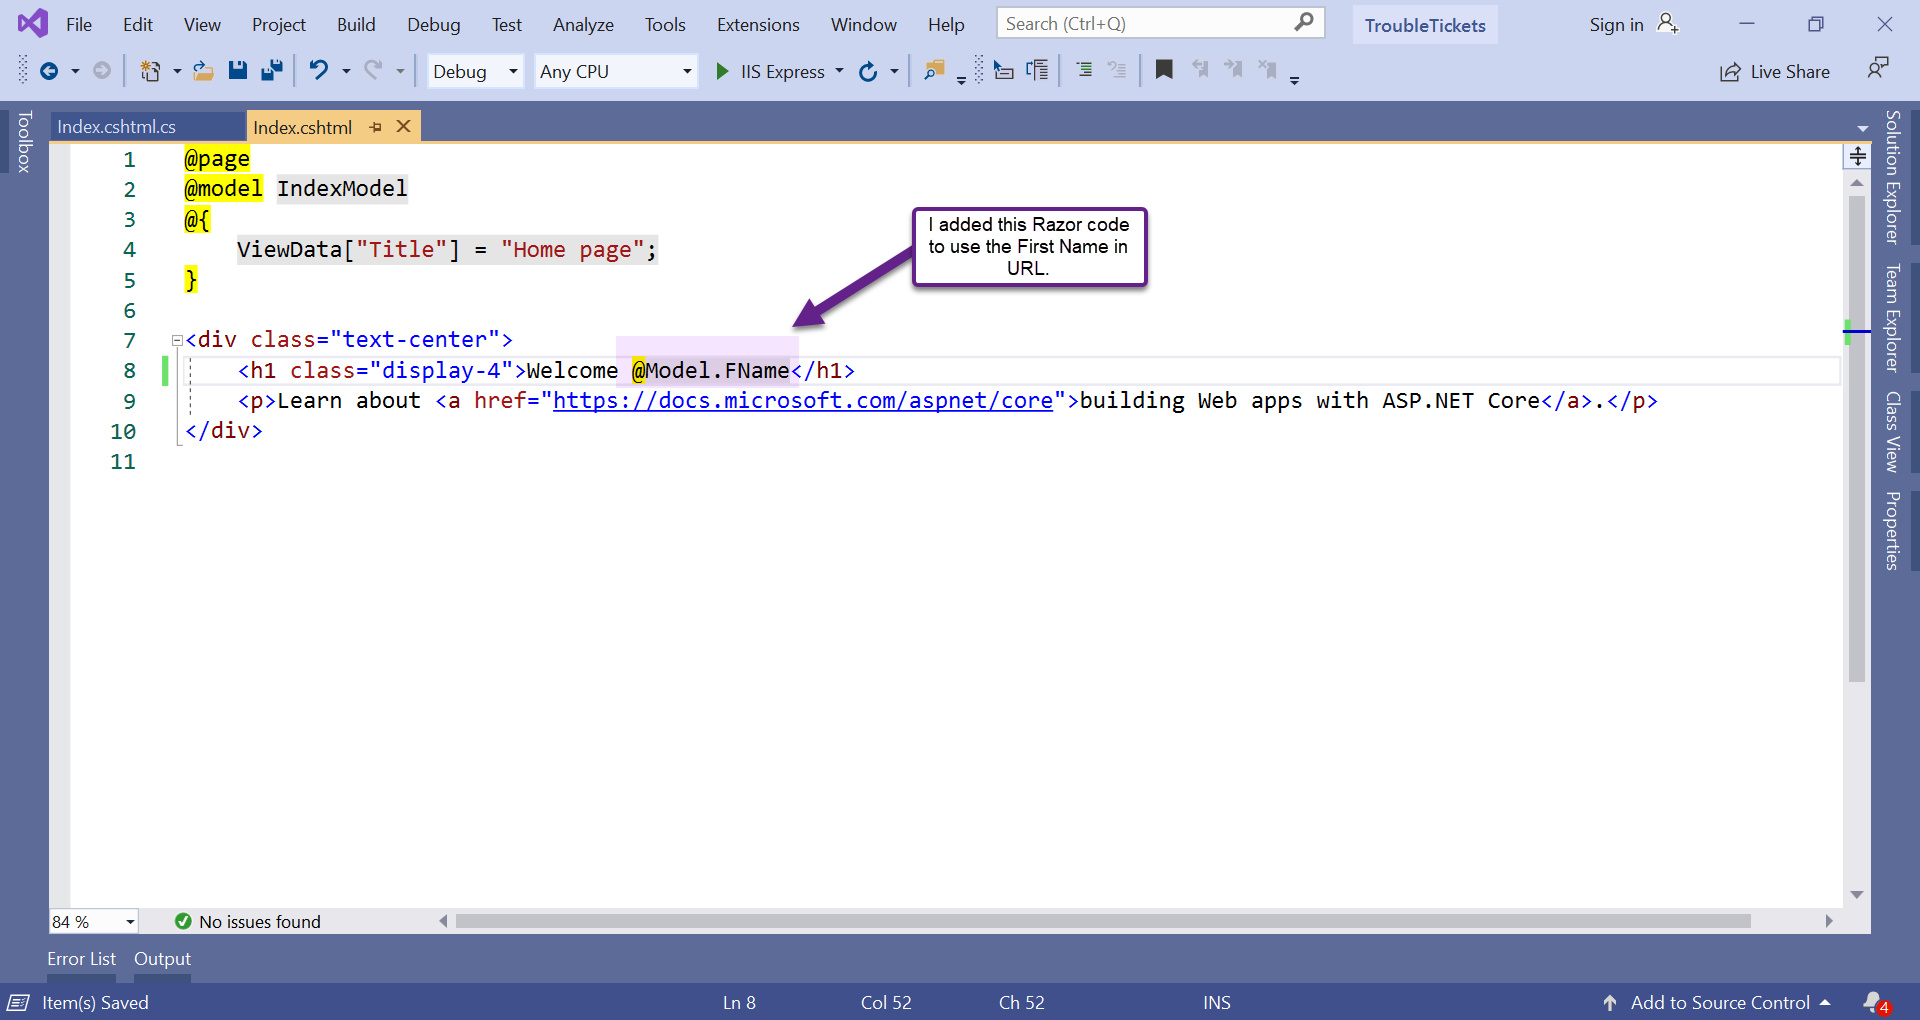 File Edit View Project Build Debug Test Analyze Tools Extensions Window Help Search (Ctrl+Q) TroubleTickets Sign in
Debug Any CPU IIS Express Live Share
Toolbox
Index.cshtml.cs Index.cshtml
1 @page
2 @model IndexModel
3 @{
4 ViewData["Title"] = "Home page";
5 }
6
7 <div class="text-center">
8 <h1 class="display-4">Welcome @Model.FName</h1>
9 <p>Learn about <a href="https://docs.microsoft.com/aspnet/core">building Web apps with ASP.NET Core</a>.</p>
10 </div>
11
I added this Razor code
to use the First Name in
URL.
Solution Explorer
Team Explorer
Class View
Properties
84 % No issues found
Error List Output
Item(s) Saved Ln 8 Col 52 Ch 52 INS Add to Source Control 4